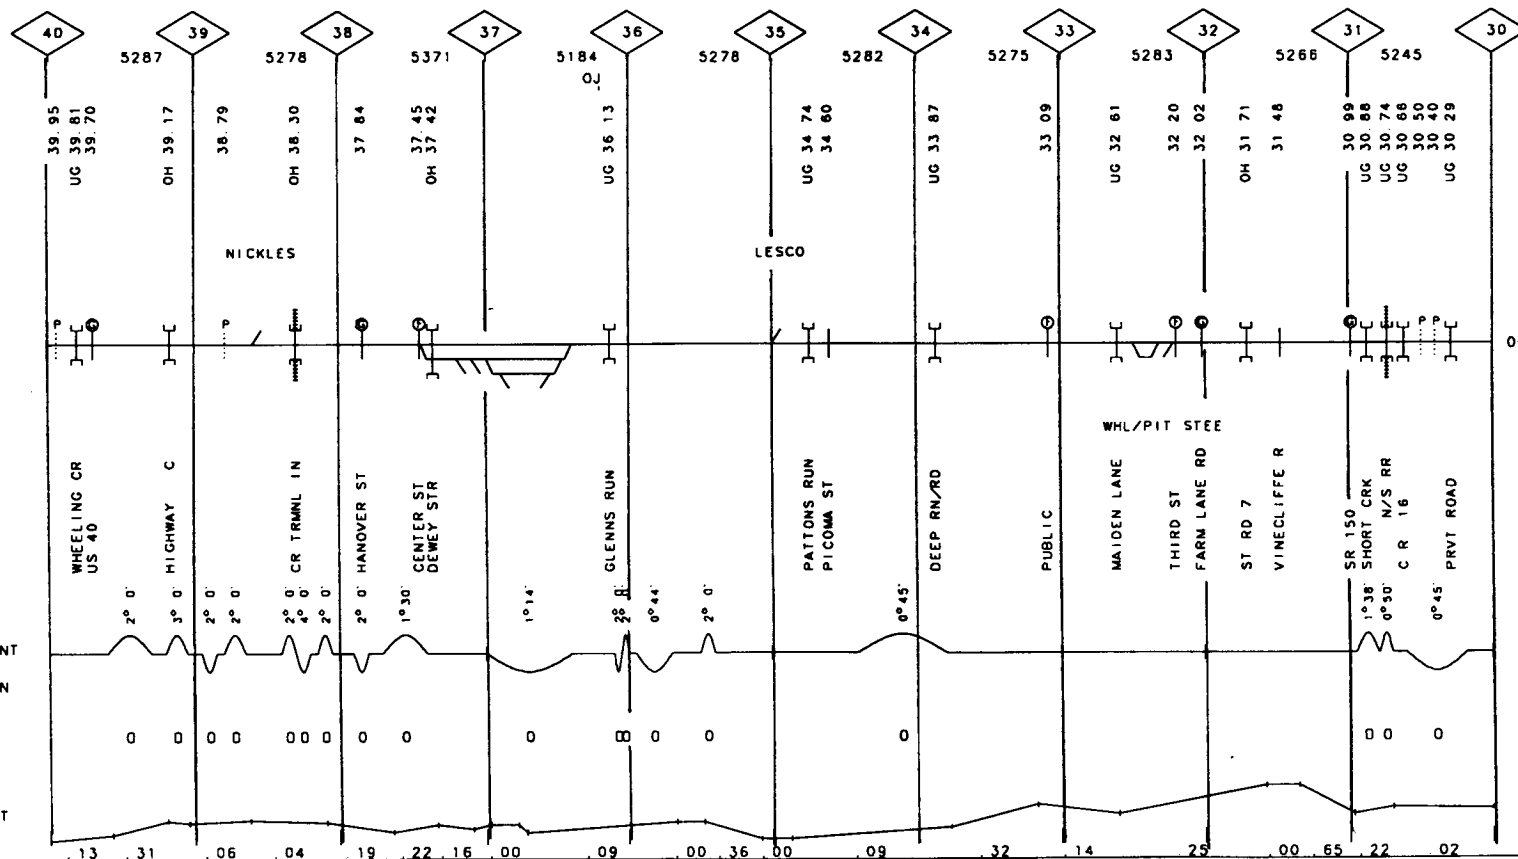 40 39 38 37 36 35 34 33 32 31 30
5287 5278 5371 5184 5278 5282 5275 5283 5266 5245
OJ
39.95
UG 39.81
39.70
OH 39.17
38.79
OH 38.30
37 84
37.45
OH 37 42
UG 36 13
UG 34 74
34 60
UG 33 87
33 09
UG 32 61
32 20
32 02
OH 31 71
31 48
30 99
UG 30.88
UG 30.74
UG 30 66
30 50
30 40
UG 30 29
NICKLES
LESCO
P G P G F F F G G P P
O
WHL/PIT STEE
WHEELING CR
US 40
HIGHWAY C
CR TRMNL IN
HANOVER ST
CENTER ST
DEWEY STR
GLENNS RUN
PATTONS RUN
PICOMA ST
DEEP RN/RD
PUBLIC
MAIDEN LANE
THIRD ST
FARM LANE RD
ST RD 7
VINECLIFFE R
SR 150
SHORT CRK
N/S RR
C R 16
PRVT ROAD
2° 0'
3° 0'
2° 0'
2° 0'
2° 0'
4° 0'
2° 0'
2° 0'
1°30'
1°14'
2° 0'
2° 0'
0°44'
2° 0'
0°45'
1°38'
0°50'
0°45'
NT
N
0 0 0 0 0 0 0 0 0 0 0 0 0 0 0 0 0 0
T
.13 .31 .06 .04 .19 .22 .16 .00 .09 .00 .36 .00 .09 .32 .14 .25 .00 .65 .22 .02